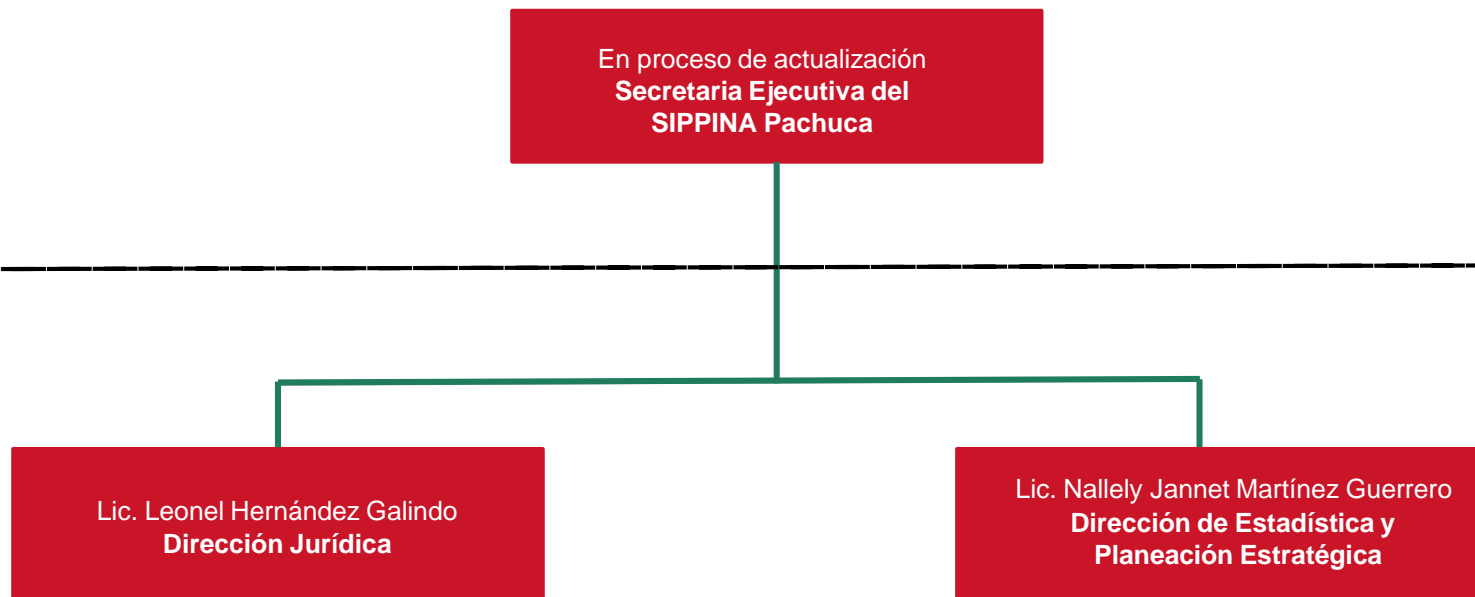 En proceso de actualización
Secretaria Ejecutiva del
SIPPINA Pachuca
Lic. Leonel Hernández Galindo
Dirección Jurídica
Lic. Nallely Jannet Martínez Guerrero
Dirección de Estadística y
Planeación Estratégica